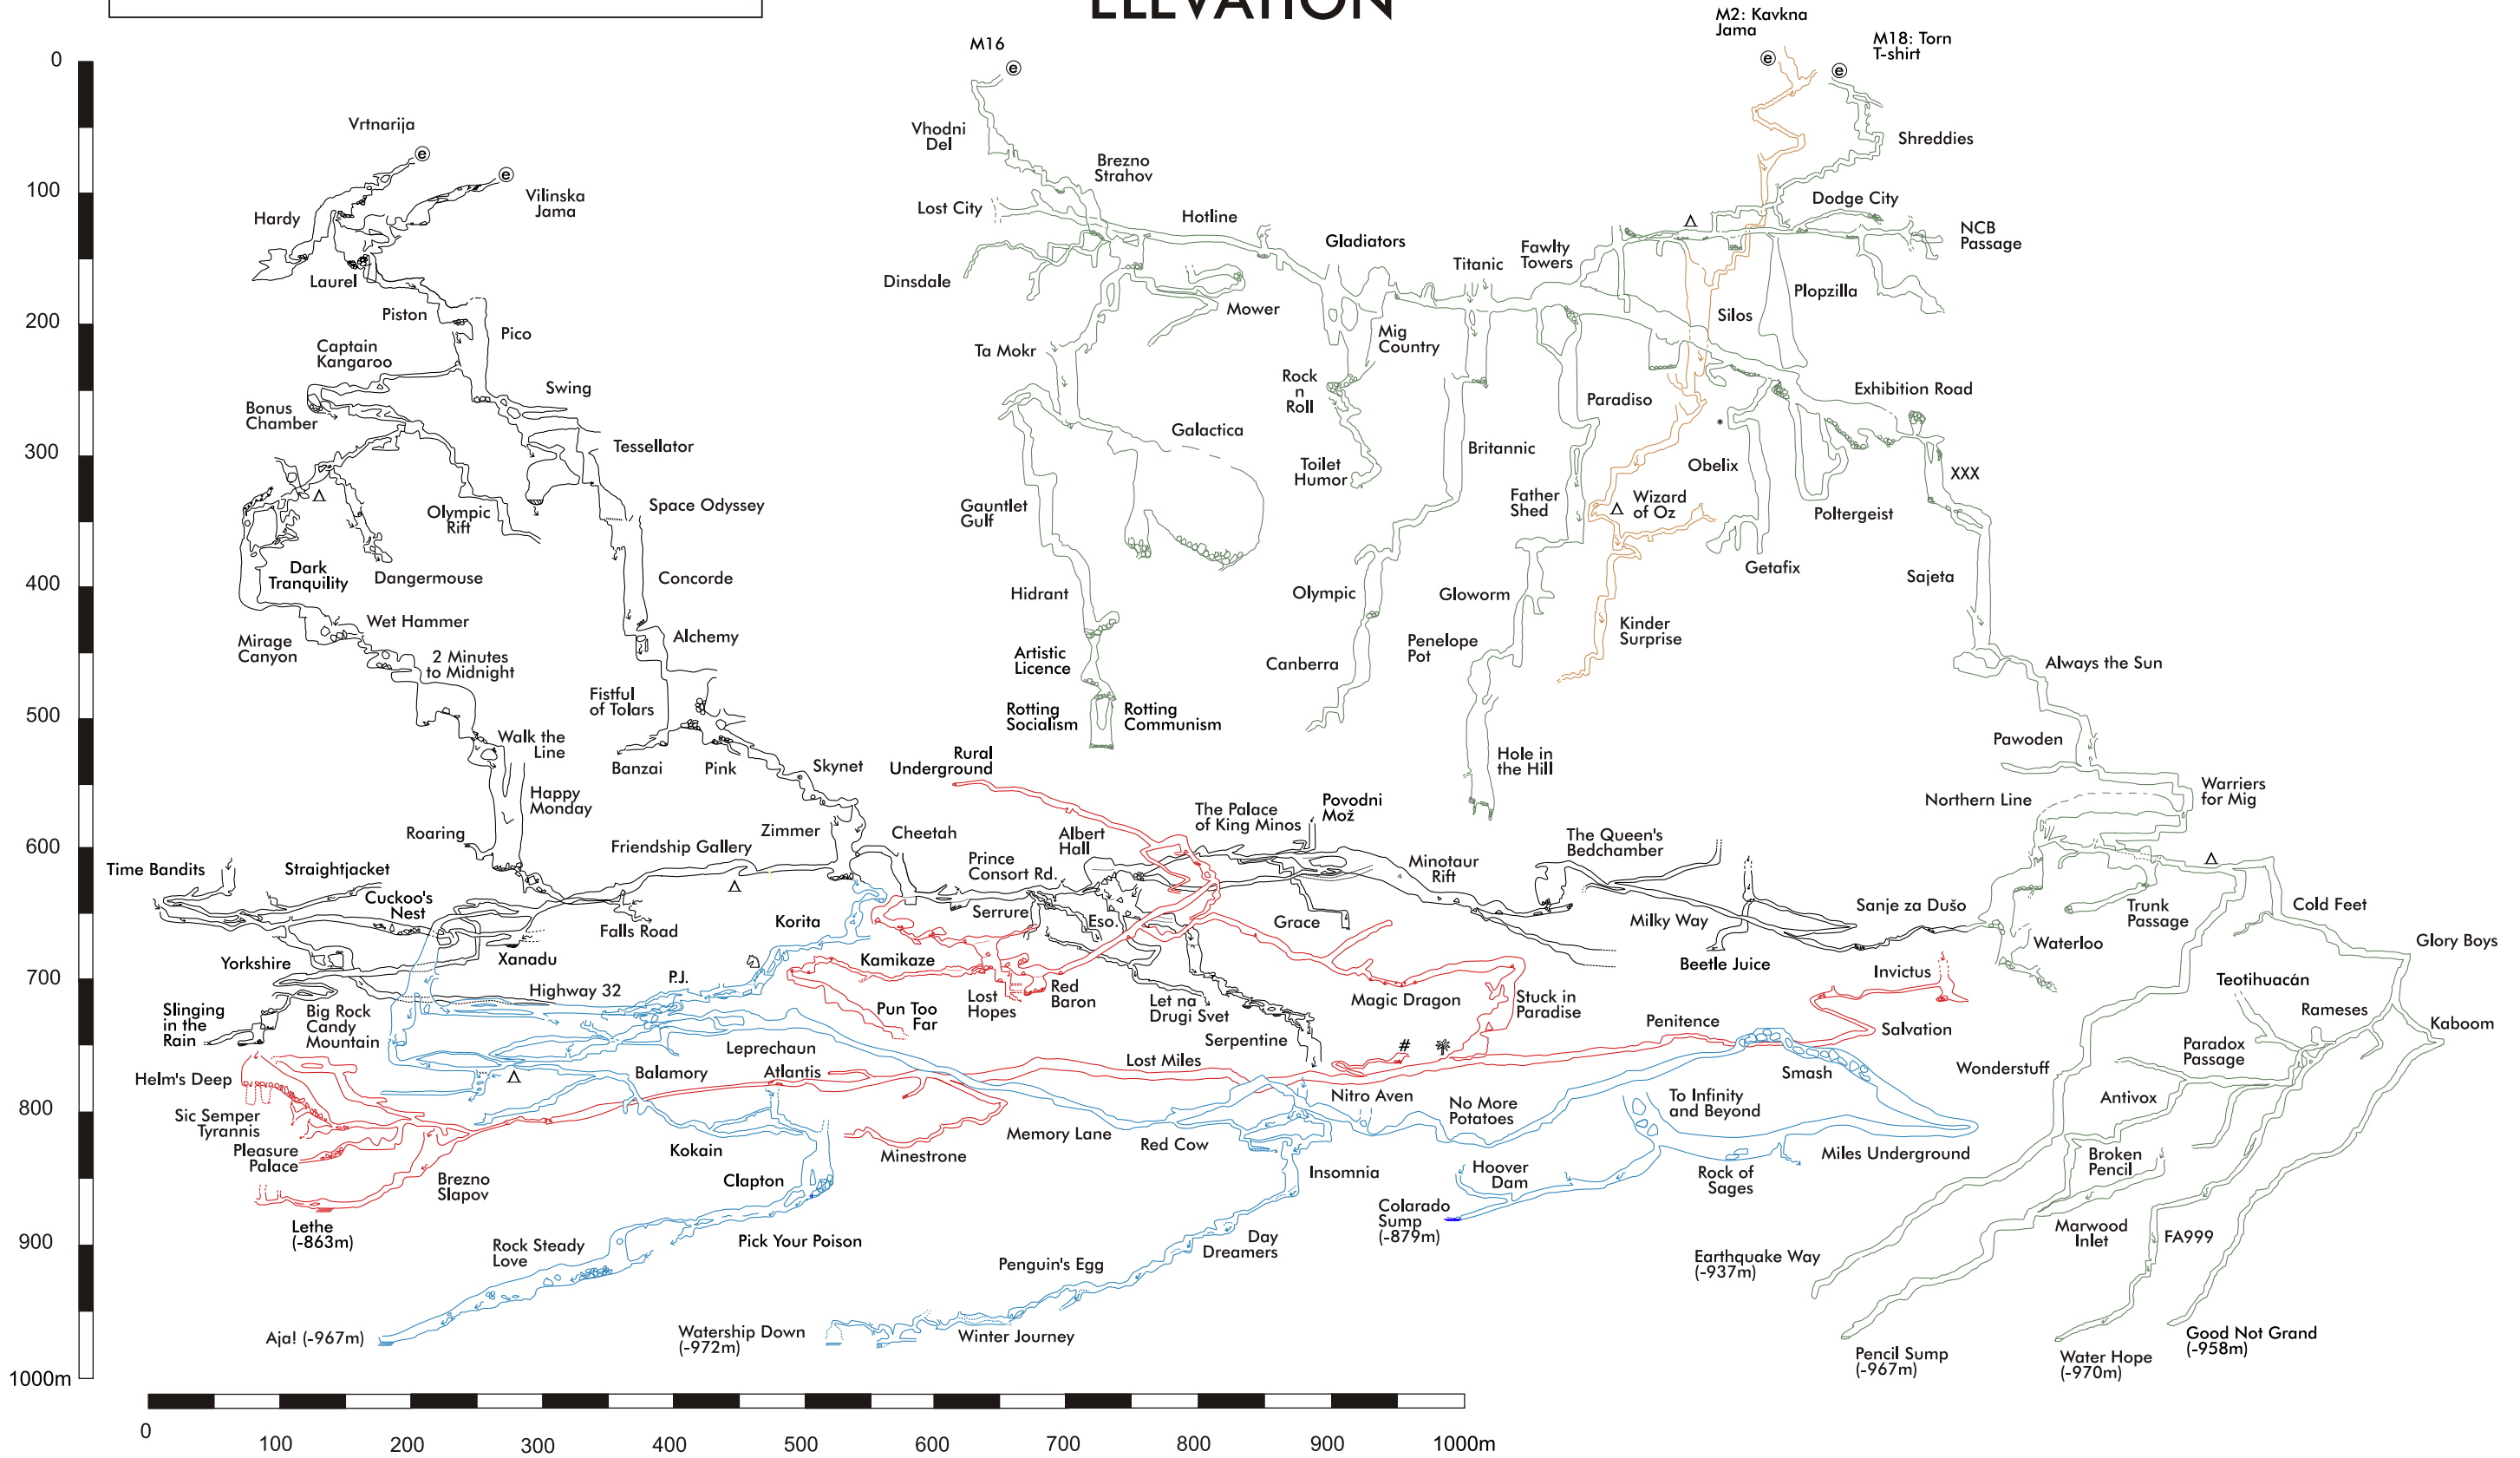 ELEVATION
M2: Kavkna
Jama
M16
M18: Torn
T-shirt
e
e
e
e
e
0
100
200
300
400
500
600
700
800
900
1000m
Vrtnarija
Vilinska
Jama
Hardy
Laurel
Piston
Pico
Captain
Kangaroo
Swing
Bonus
Chamber
Tessellator
Olympic
Rift
Space Odyssey
Dark
Tranquility
Dangermouse
Concorde
Wet Hammer
Alchemy
Mirage
Canyon
2 Minutes
to Midnight
Fistful
of Tolars
Walk the
Line
Banzai
Pink
Skynet
Happy
Monday
Roaring
Friendship Gallery
Zimmer
Cheetah
Time Bandits
Straightjacket
Cuckoo's
Nest
Falls Road
Korita
Yorkshire
Xanadu
P.J.
Highway 32
Slinging
in the
Rain
Big Rock
Candy
Mountain
Vhodni
Del
Brezno
Strahov
Lost City
Hotline
Dinsdale
Mower
Gladiators
Titanic
Fawlty
Towers
Ta Mokr
Mig
Country
Rock
n
Roll
Galactica
Toilet
Humor
Gauntlet
Gulf
Hidrant
Artistic
Licence
Rotting
Socialism
Rotting
Communism
Britannic
Olympic
Canberra
Paradiso
Father
Shed
Gloworm
Penelope
Pot
Hole in
the Hill
Shreddies
Dodge City
NCB
Passage
Plopzilla
Silos
Exhibition Road
*
Obelix
XXX
Wizard
of Oz
Poltergeist
Getafix
Kinder
Surprise
Sajeta
Always the Sun
Pawoden
Northern Line
Warriers
for Mig
Rural
Underground
The Palace
of King Minos
Povodni
Mož
Albert
Hall
Prince
Consort Rd.
Minotaur
Rift
The Queen's
Bedchamber
Serrure
Eso.
Grace
Milky Way
Beetle Juice
Sanje za Dušo
Trunk
Passage
Cold Feet
Waterloo
Glory Boys
Kamikaze
Pun Too
Far
Lost
Hopes
Red
Baron
Let na
Drugi Svet
Serpentine
Magic Dragon
Stuck in
Paradise
#
Invictus
Salvation
Penitence
Teotihuacán
Rameses
Kaboom
Paradox
Passage
Wonderstuff
Antivox
Helm's Deep
Sic Semper
Tyrannis
Pleasure
Palace
Brezno
Slapov
Lethe
(-863m)
Leprechaun
Atlantis
Balamory
Lost Miles
Kokain
Clapton
Minestrone
Memory Lane
Red Cow
Nitro Aven
No More
Potatoes
To Infinity
and Beyond
Smash
Miles Underground
Rock of
Sages
Hoover
Dam
Colarado
Sump
(-879m)
Insomnia
Day
Dreamers
Penguin's Egg
Winter Journey
Watership Down
(-972m)
Pick Your Poison
Rock Steady
Love
Aja! (-967m)
Broken
Pencil
Marwood
Inlet
FA999
Earthquake Way
(-937m)
Pencil Sump
(-967m)
Water Hope
(-970m)
Good Not Grand
(-958m)
0
100
200
300
400
500
600
700
800
900
1000m